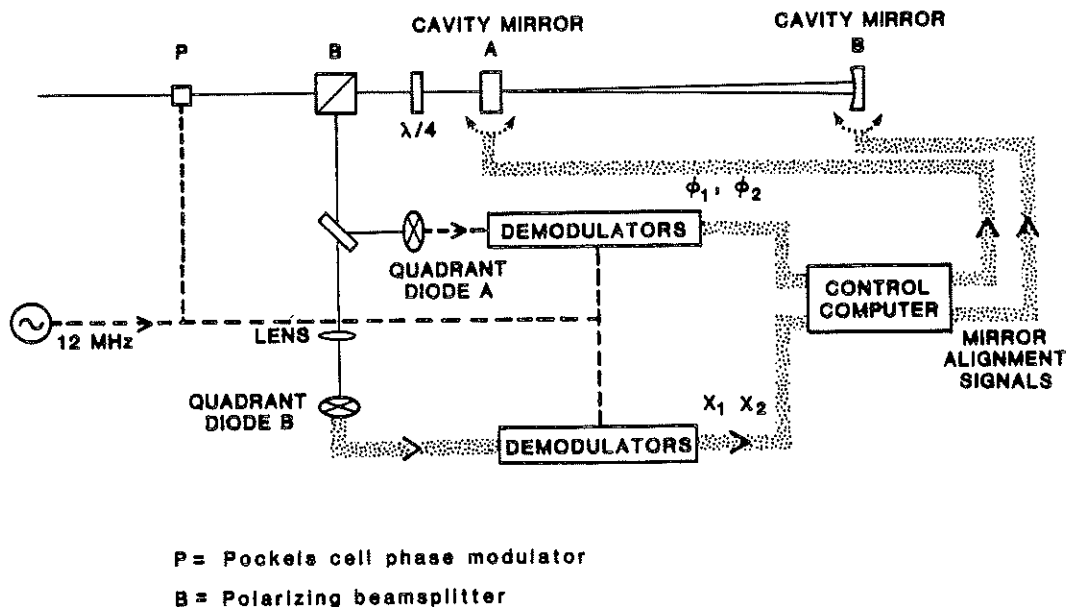 CAVITY MIRROR
A
CAVITY MIRROR
B
P
B
λ/4
ϕ₁, ϕ₂
DEMODULATORS
QUADRANT
DIODE A
CONTROL
COMPUTER
12 MHz
LENS
MIRROR
ALIGNMENT
SIGNALS
QUADRANT
DIODE B
X₁ X₂
DEMODULATORS
P= Pockels cell phase modulator
B= Polarizing beamsplitter